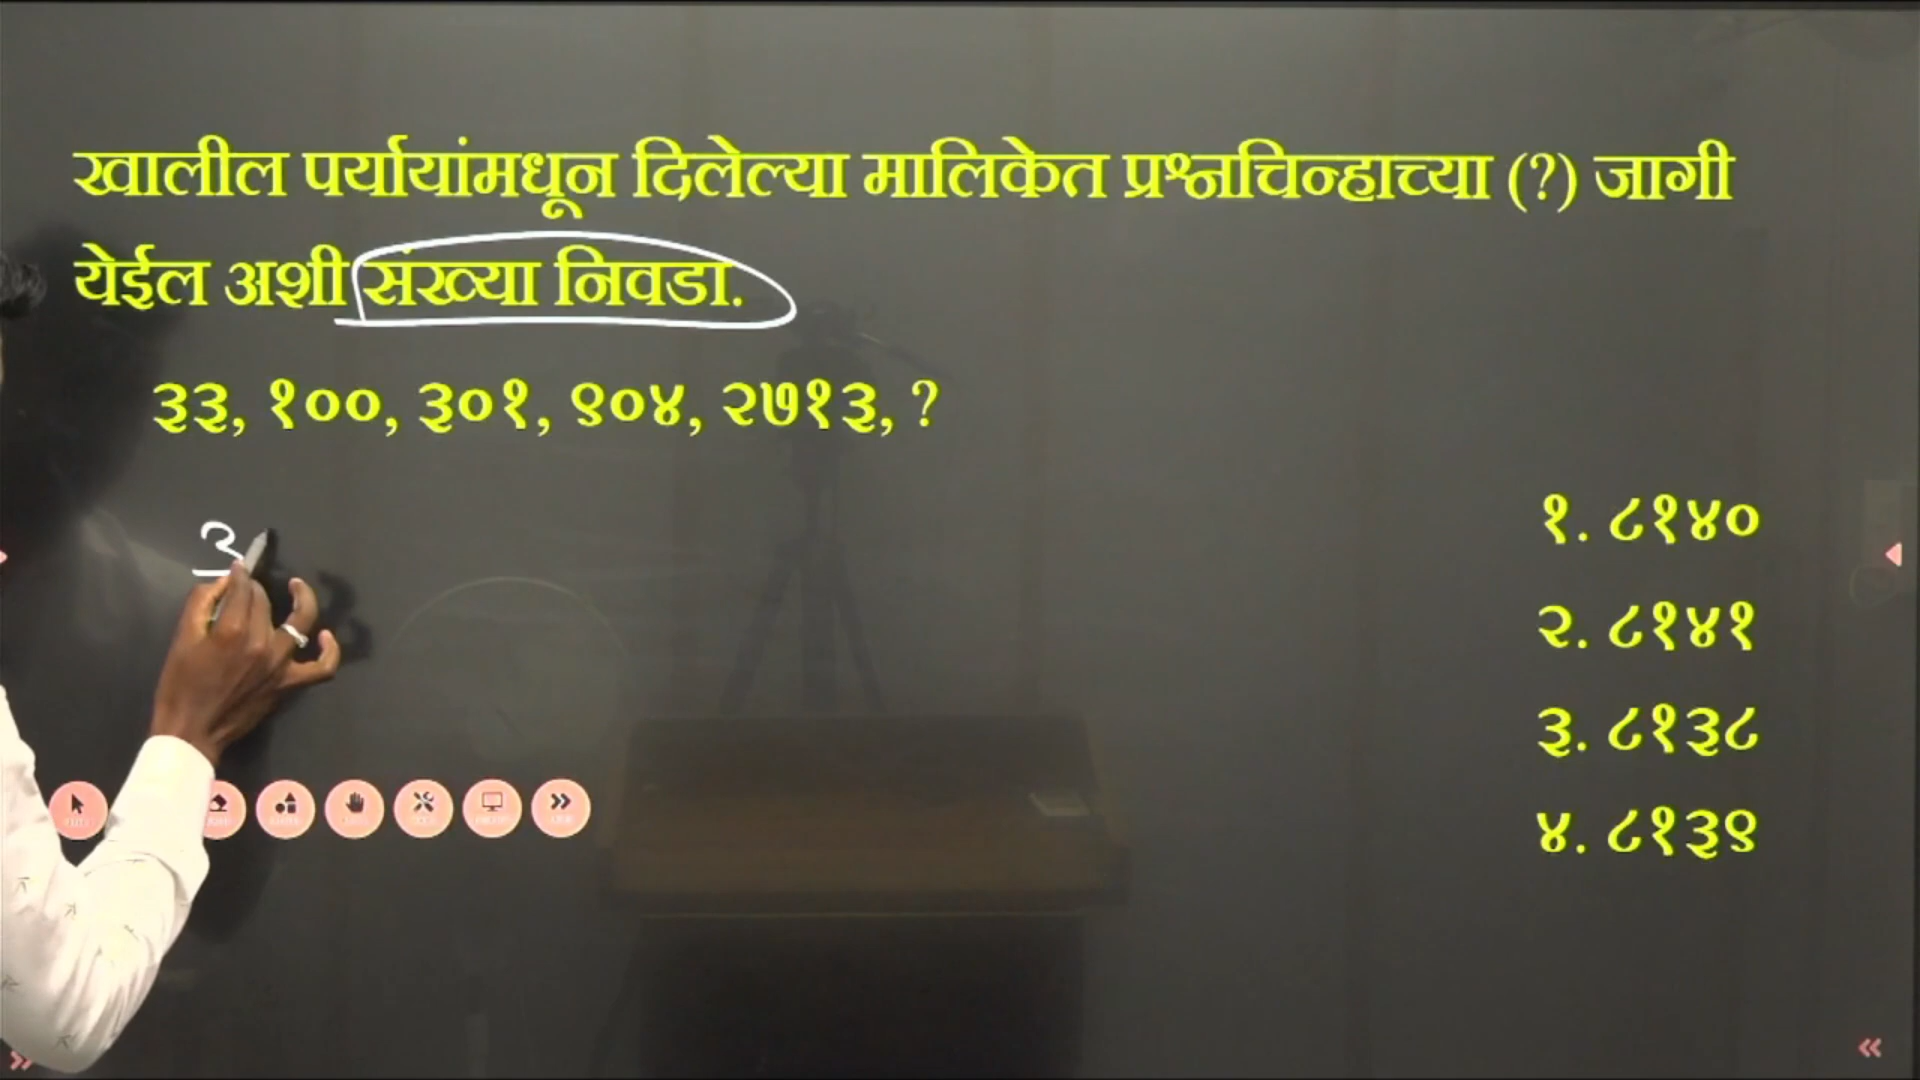 खालील पर्यायांमधून दिलेल्या मालिकेत प्रश्नचिन्हाच्या (?) जागी
येईल अशी संख्या निवडा.
३३, १००, ३०१, ९०४, २७१३, ?
३
१. ८१४०
२. ८१४१
३. ८१३८
४. ८१३९